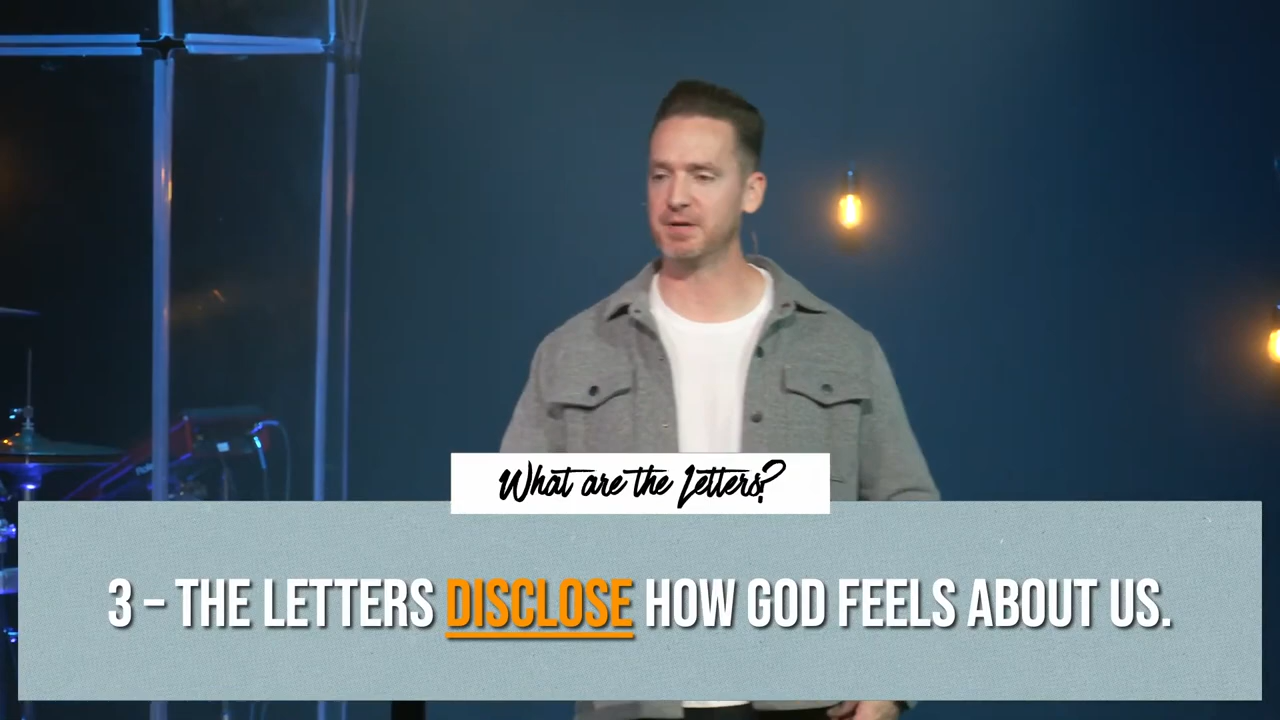 What are the Letters?
3 – THE LETTERS DISCLOSE HOW GOD FEELS ABOUT US.